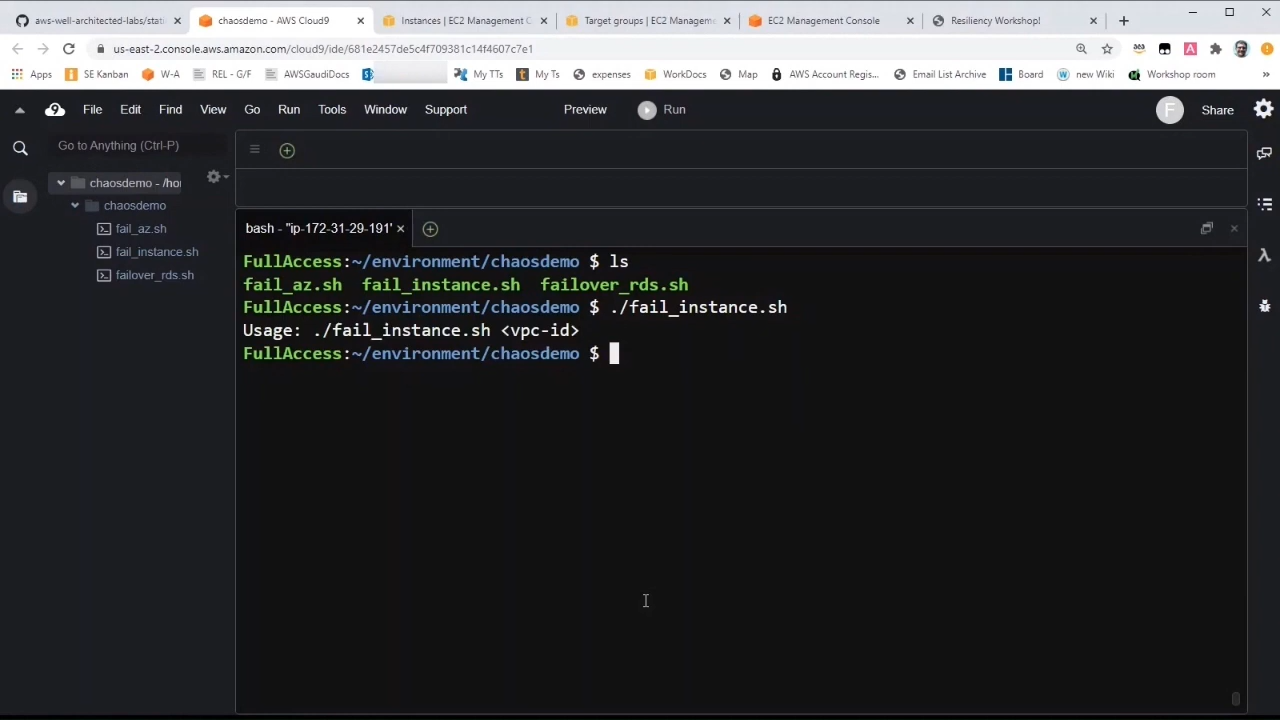 aws-well-architected-labs/stati
chaosdemo - AWS Cloud9
Instances | EC2 Management C
Target groups | EC2 Manageme
EC2 Management Console
Resiliency Workshop!
us-east-2.console.aws.amazon.com/cloud9/ide/681e2457de5c4f709381c14f4607c7e1
Apps
SE Kanban
W-A
REL - G/F
AWSGaudiDocs
My TTs
My Ts
expenses
WorkDocs
Map
AWS Account Regis...
Email List Archive
Board
new Wiki
Workshop room
»
9 File Edit Find View Go Run Tools Window Support Preview Run F Share
Go to Anything (Ctrl-P)
chaosdemo - /ho
chaosdemo
fail_az.sh
fail_instance.sh
failover_rds.sh
bash - "ip-172-31-29-191"
FullAccess:~/environment/chaosdemo $ ls
fail_az.sh fail_instance.sh failover_rds.sh
FullAccess:~/environment/chaosdemo $ ./fail_instance.sh
Usage: ./fail_instance.sh <vpc-id>
FullAccess:~/environment/chaosdemo $